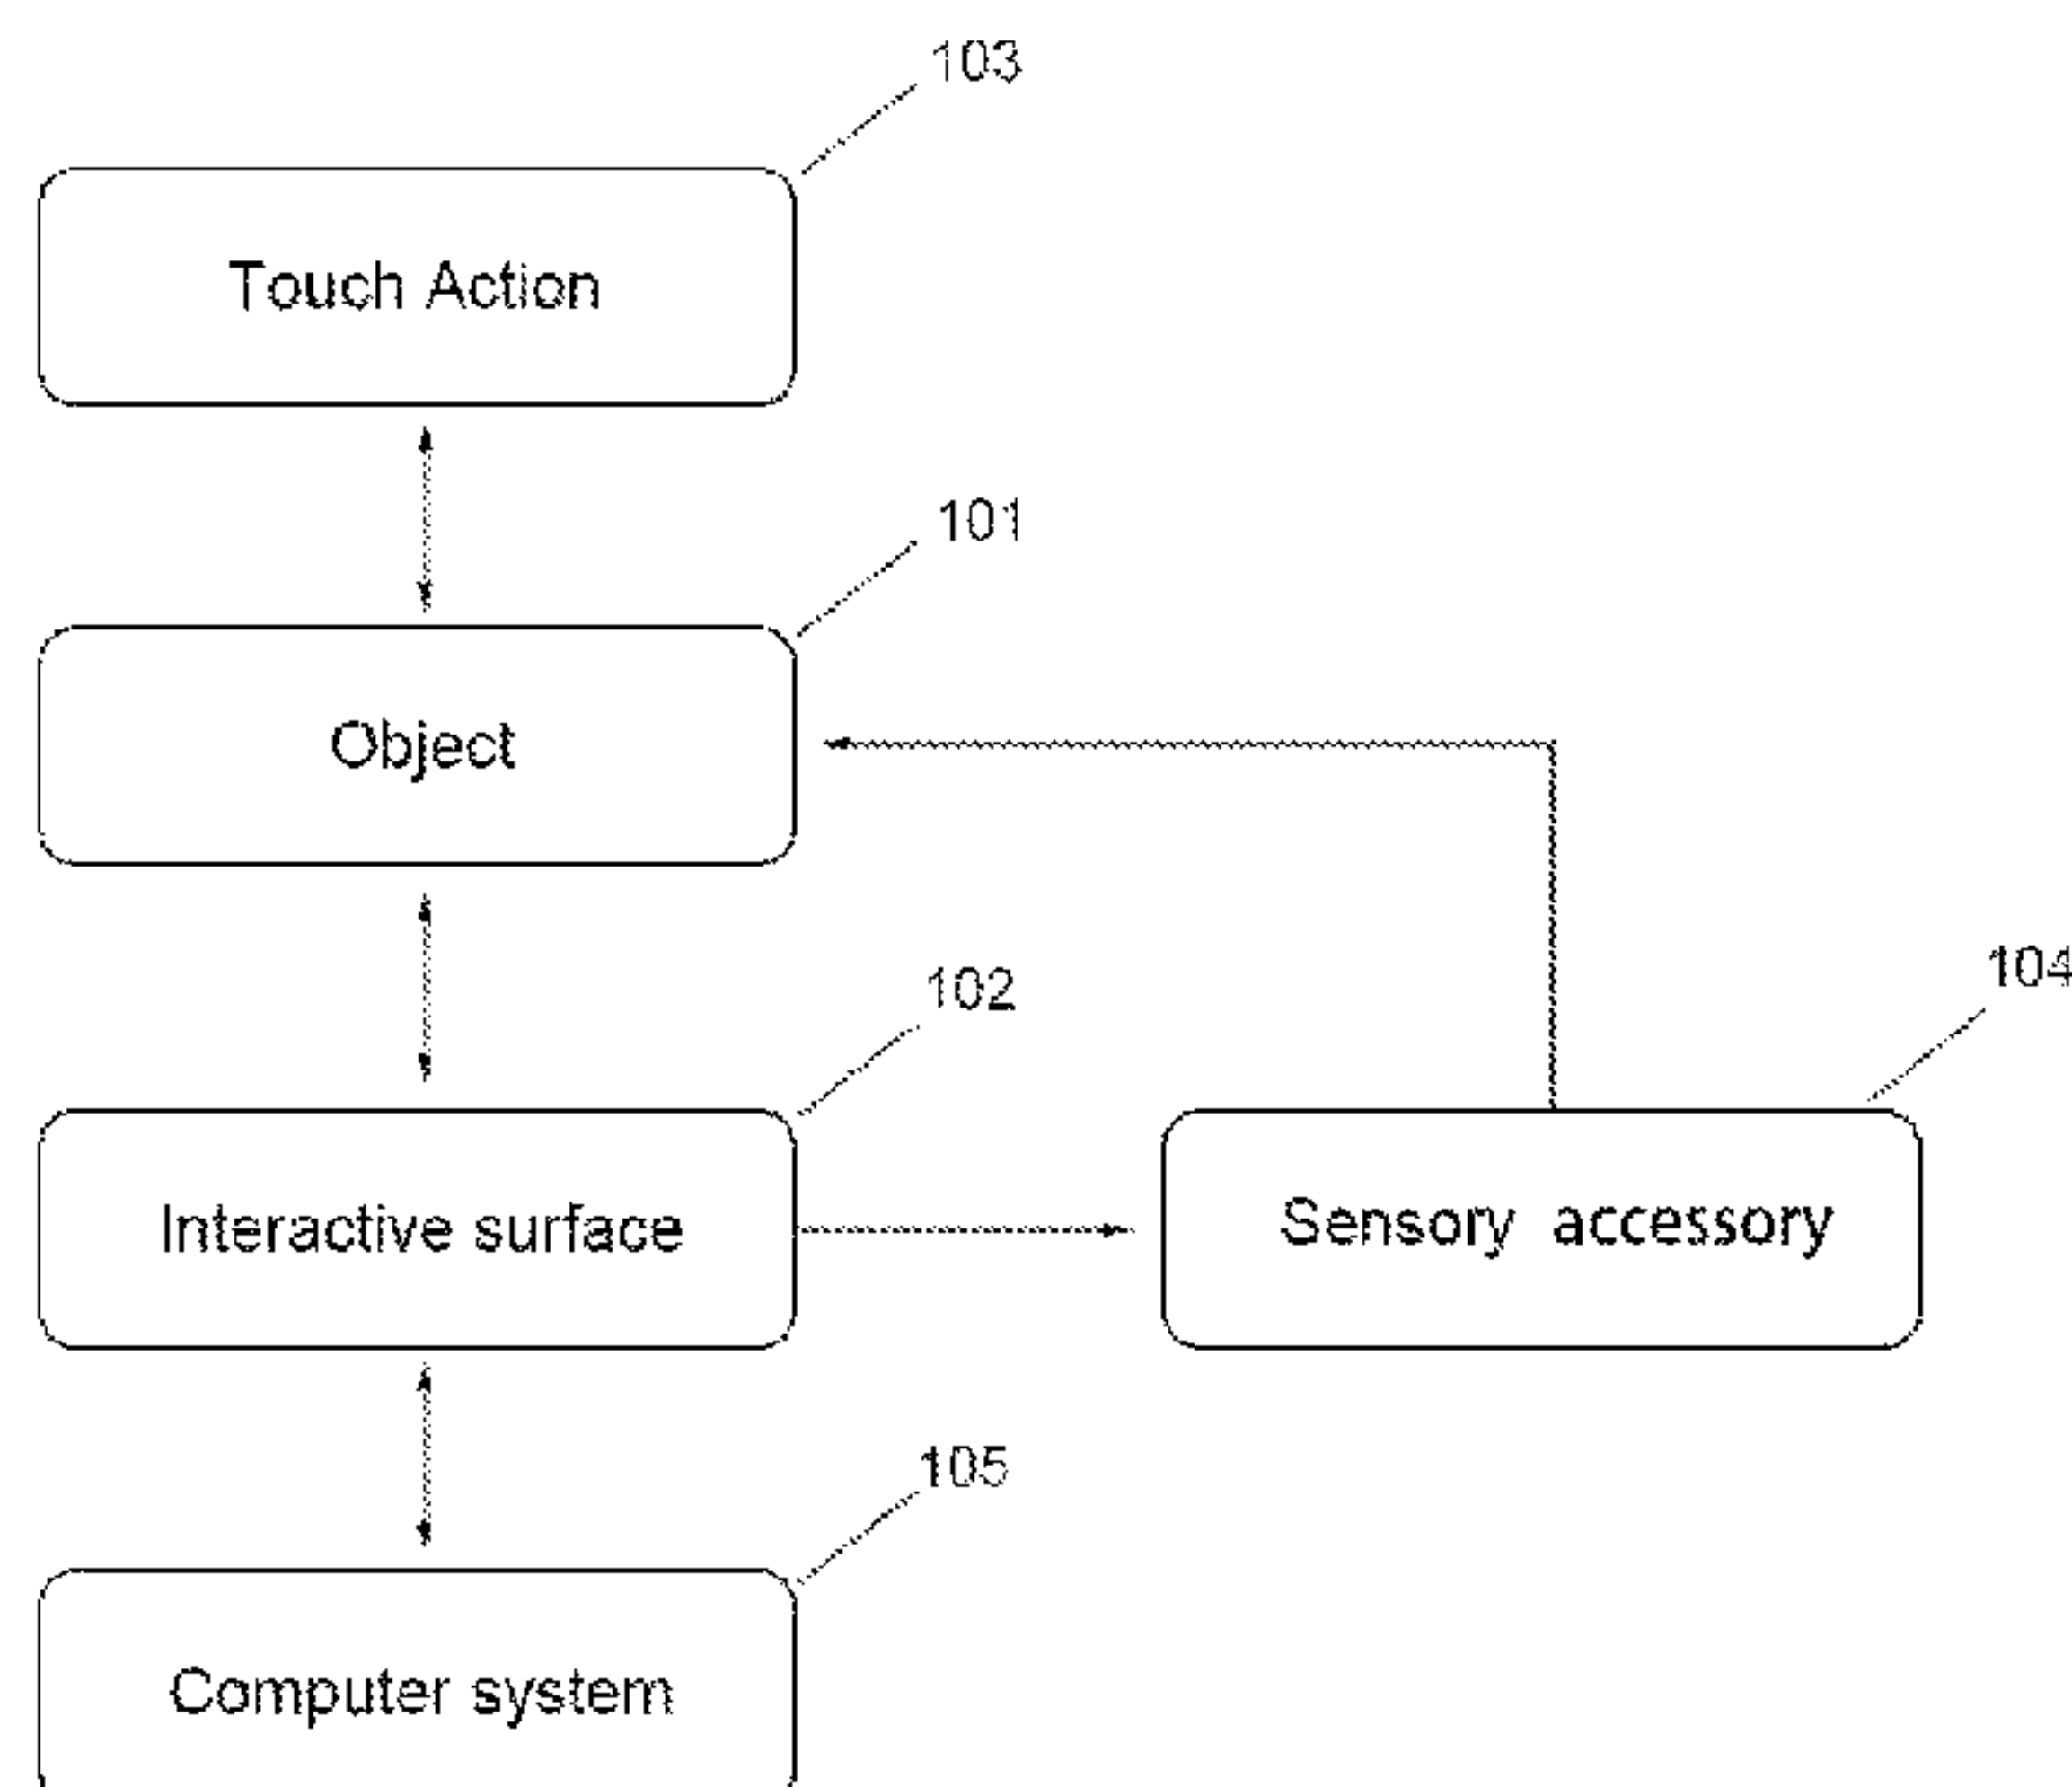 103
Touch Action
101
Object
102
104
Interactive surface
Sensory accessory
105
Computer system